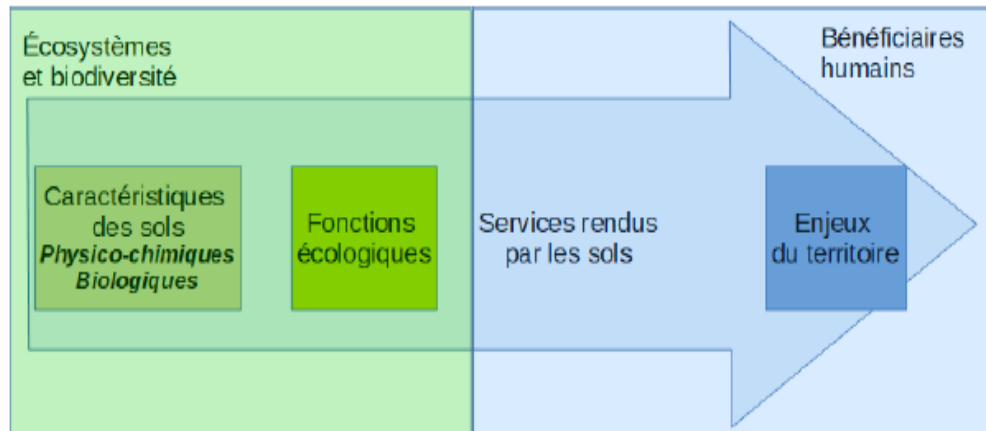 Écosystèmes
et biodiversité
Bénéficiaires
humains
Caractéristiques
des sols
Physico-chimiques
Biologiques
Fonctions
écologiques
Services rendus
par les sols
Enjeux
du territoire